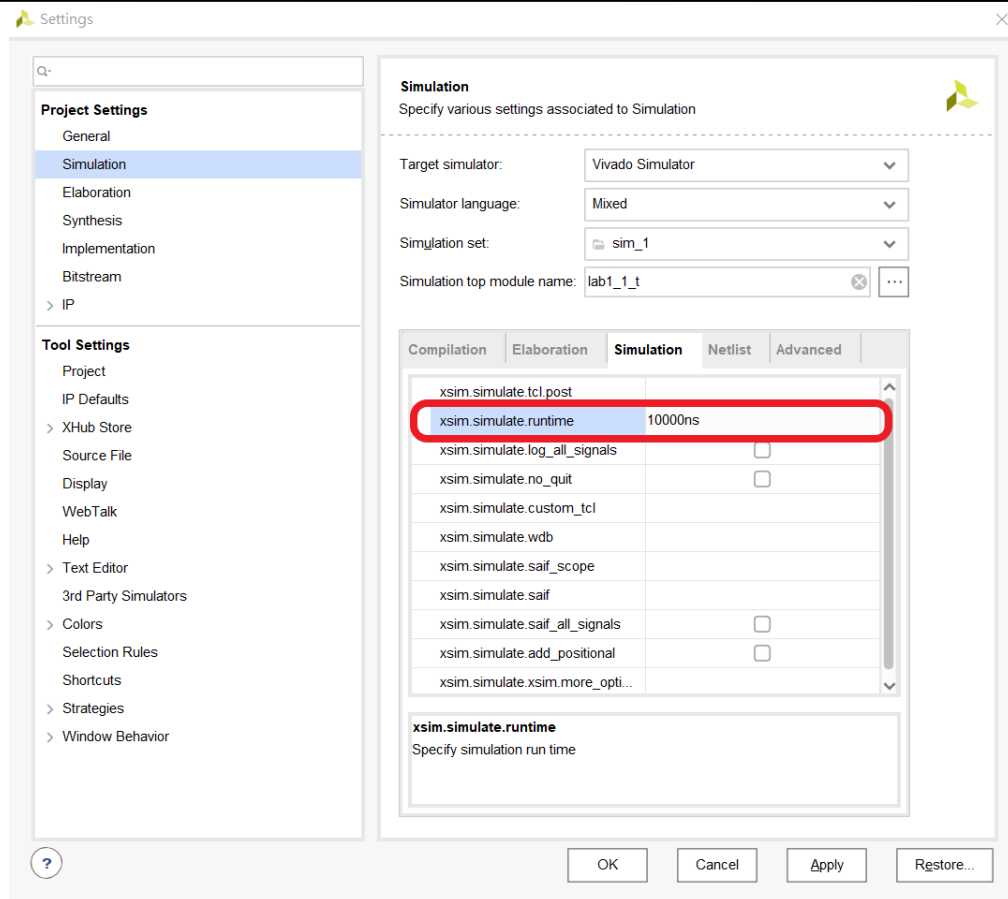 Settings
Project Settings
General
Simulation
Elaboration
Synthesis
Implementation
Bitstream
IP
Tool Settings
Project
IP Defaults
XHub Store
Source File
Display
WebTalk
Help
Text Editor
3rd Party Simulators
Colors
Selection Rules
Shortcuts
Strategies
Window Behavior
Simulation
Specify various settings associated to Simulation
Target simulator: Vivado Simulator
Simulator language: Mixed
Simulation set: sim_1
Simulation top module name: lab1_1_t ...
Compilation Elaboration Simulation Netlist Advanced
xsim.simulate.tcl.post
xsim.simulate.runtime 10000ns
xsim.simulate.log_all_signals
xsim.simulate.no_quit
xsim.simulate.custom_tcl
xsim.simulate.wdb
xsim.simulate.saif_scope
xsim.simulate.saif
xsim.simulate.saif_all_signals
xsim.simulate.add_positional
xsim.simulate.xsim.more_opti...
xsim.simulate.runtime
Specify simulation run time
? OK Cancel Apply Restore...